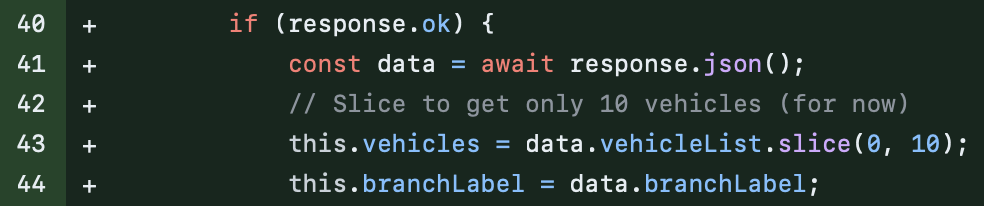 40 + if (response.ok) {
41 + const data = await response.json();
42 + // Slice to get only 10 vehicles (for now)
43 + this.vehicles = data.vehicleList.slice(0, 10);
44 + this.branchLabel = data.branchLabel;